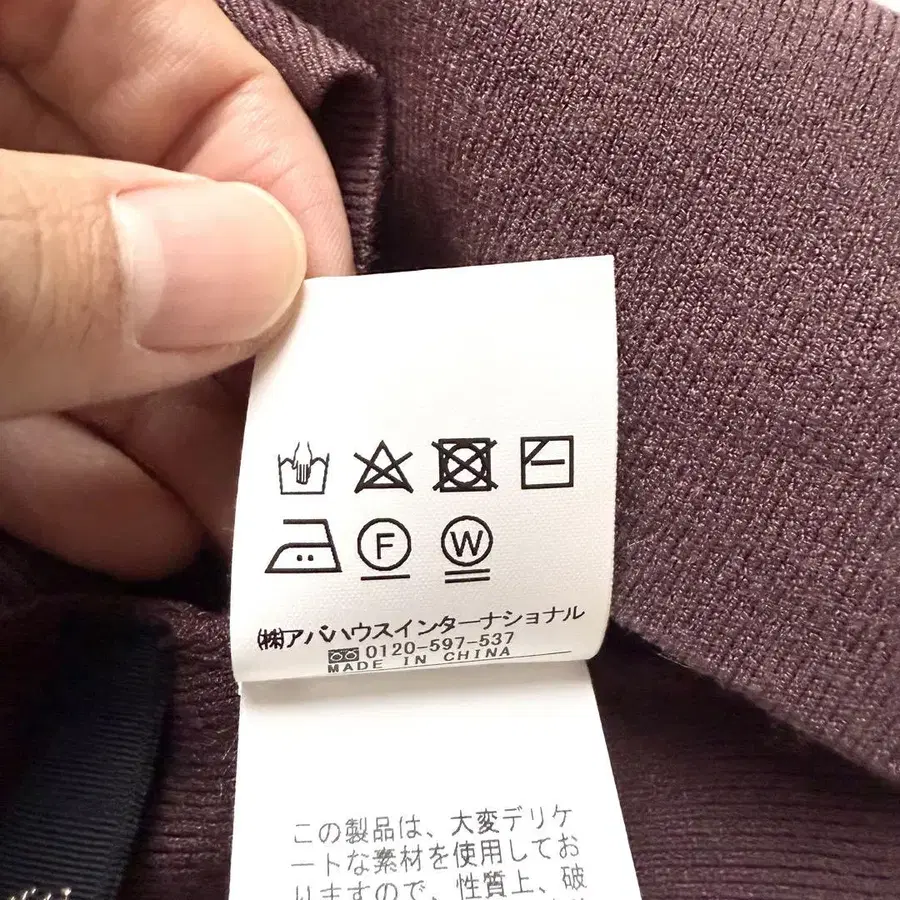 F W
(株)アバハウスインターナショナル
0120-597-537
MADE IN CHINA
この製品は、大変デリケ
ートな素材を使用してお
りますので、性質上、破